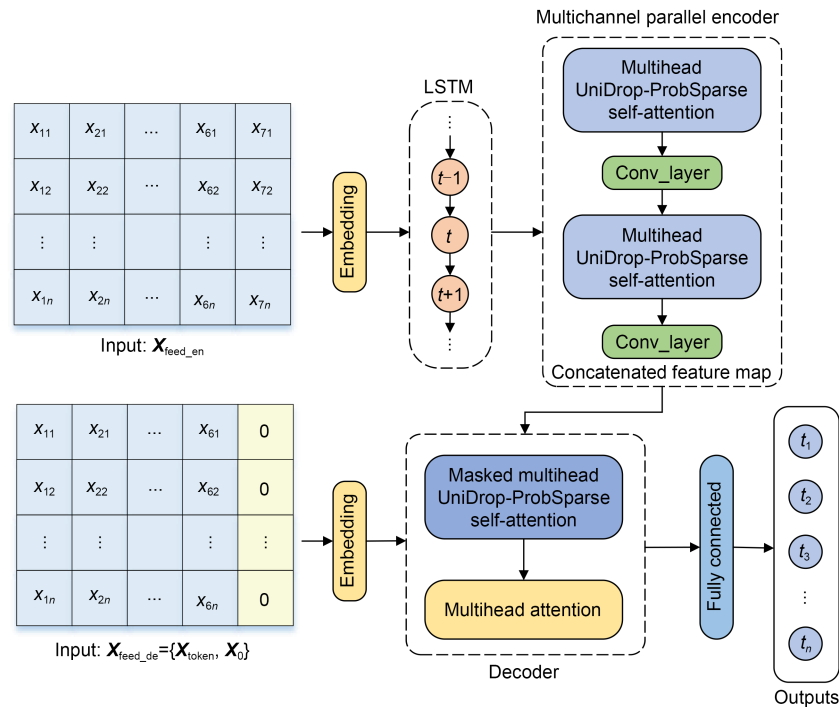 Multichannel parallel encoder
LSTM
Multihead
UniDrop-ProbSparse
self-attention
Conv_layer
Multihead
UniDrop-ProbSparse
self-attention
Conv_layer
Concatenated feature map
⋮
t−1
t
t+1
⋮
Embedding
x₁₁ x₂₁ ... x₆₁ x₇₁
x₁₂ x₂₂ ... x₆₂ x₇₂
⋮ ⋮ ⋮ ⋮
x₁ₙ x₂ₙ ... x₆ₙ x₇ₙ
Input: X_feed_en
x₁₁ x₂₁ ... x₆₁ 0
x₁₂ x₂₂ ... x₆₂ 0
⋮ ⋮ ⋮ ⋮
x₁ₙ x₂ₙ ... x₆ₙ 0
Input: X_feed_de={X_token, X₀}
Embedding
Masked multihead
UniDrop-ProbSparse
self-attention
Multihead attention
Decoder
Fully connected
t₁
t₂
t₃
⋮
tₙ
Outputs